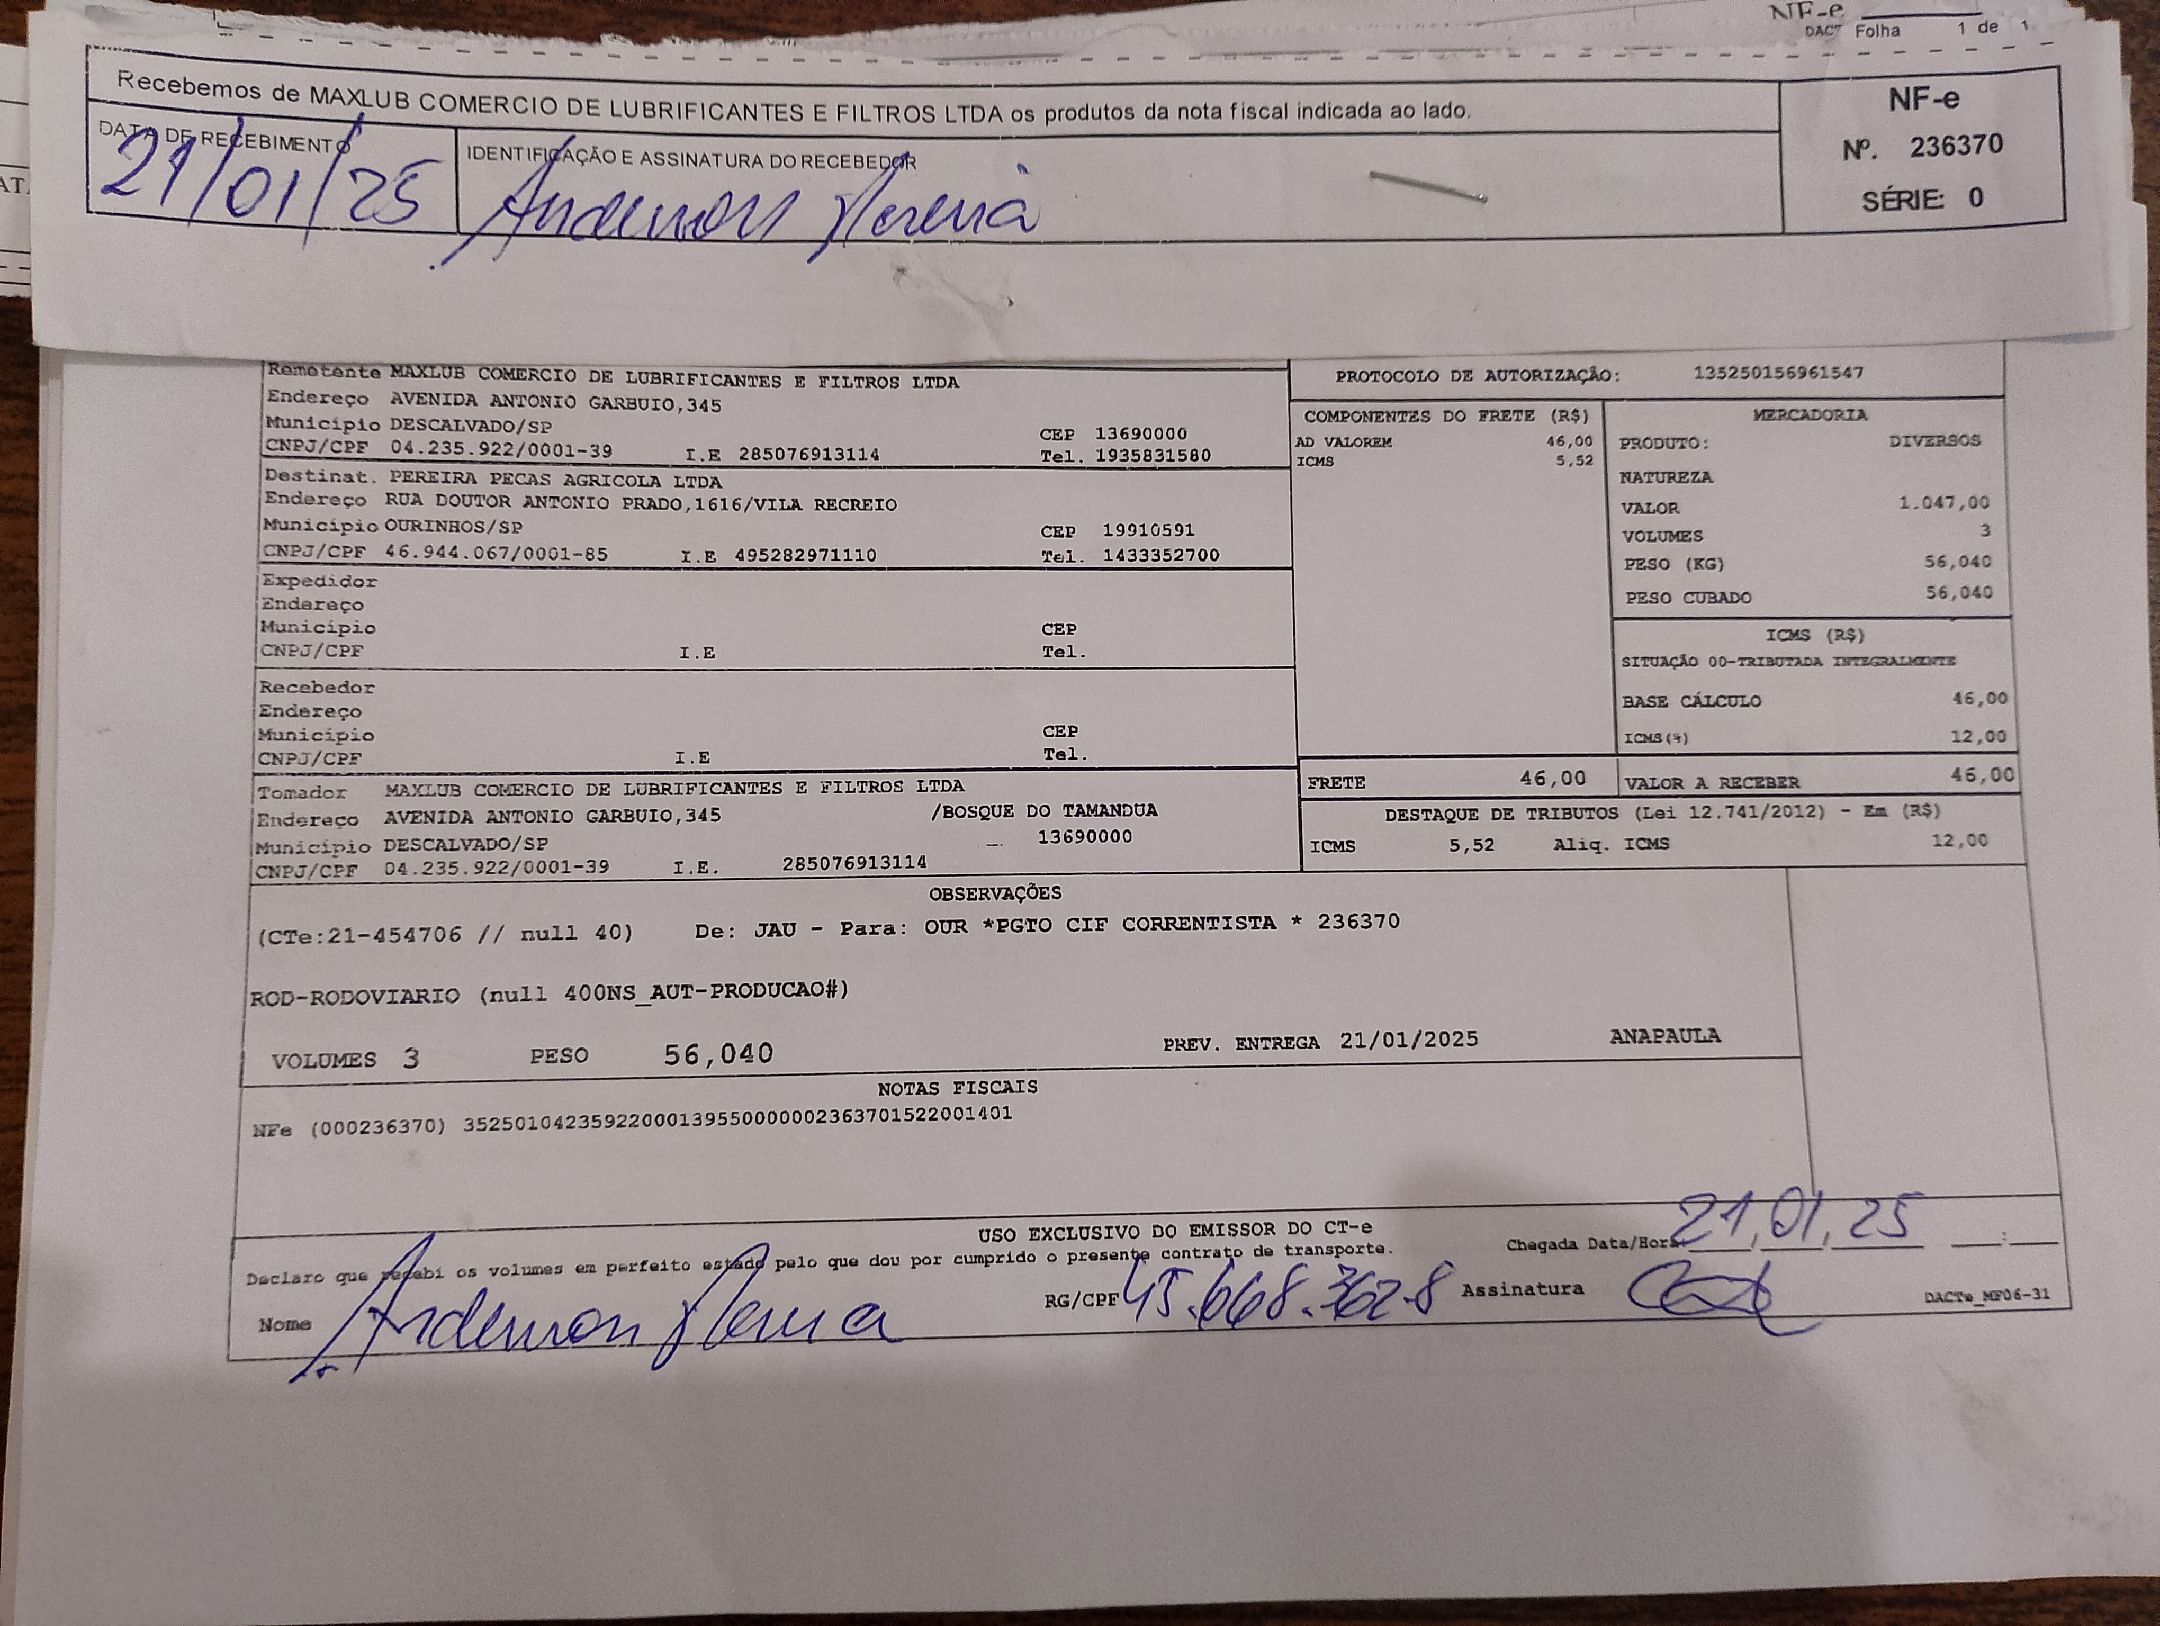 NF-e
DACT Folha 1 de 1
Recebemos de MAXLUB COMERCIO DE LUBRIFICANTES E FILTROS LTDA os produtos da nota fiscal indicada ao lado.
DATA DE RECEBIMENTO
21/01/25
IDENTIFICAÇÃO E ASSINATURA DO RECEBEDOR
Anderson Pereira
NF-e
Nº. 236370
SÉRIE: 0
Remetente MAXLUB COMERCIO DE LUBRIFICANTES E FILTROS LTDA
Endereço AVENIDA ANTONIO GARBUIO,345
Município DESCALVADO/SP CEP 13690000
CNPJ/CPF 04.235.922/0001-39 I.E 285076913114 Tel. 1935831580
Destinat. PEREIRA PECAS AGRICOLA LTDA
Endereço RUA DOUTOR ANTONIO PRADO,1616/VILA RECREIO
Município OURINHOS/SP CEP 19910591
CNPJ/CPF 46.944.067/0001-85 I.E 495282971110 Tel. 1433352700
Expedidor
Endereço
Município CEP
CNPJ/CPF I.E Tel.
Recebedor
Endereço
Município CEP
CNPJ/CPF I.E Tel.
Tomador MAXLUB COMERCIO DE LUBRIFICANTES E FILTROS LTDA
Endereço AVENIDA ANTONIO GARBUIO,345 /BOSQUE DO TAMANDUA
Município DESCALVADO/SP 13690000
CNPJ/CPF 04.235.922/0001-39 I.E. 285076913114
PROTOCOLO DE AUTORIZAÇÃO: 135250156961547
COMPONENTES DO FRETE (R$)
AD VALOREM 46,00
ICMS 5,52
MERCADORIA
PRODUTO: DIVERSOS
NATUREZA
VALOR 1.047,00
VOLUMES 3
PESO (KG) 56,040
PESO CUBADO 56,040
ICMS (R$)
SITUAÇÃO 00-TRIBUTADA INTEGRALMENTE
BASE CÁLCULO 46,00
ICMS(%) 12,00
FRETE 46,00 VALOR A RECEBER 46,00
DESTAQUE DE TRIBUTOS (Lei 12.741/2012) - Em (R$)
ICMS 5,52 Aliq. ICMS 12,00
OBSERVAÇÕES
(CTe:21-454706 // null 40) De: JAU - Para: OUR *PGTO CIF CORRENTISTA * 236370
ROD-RODOVIARIO (null 400NS_AUT-PRODUCAO#)
VOLUMES 3 PESO 56,040 PREV. ENTREGA 21/01/2025 ANAPAULA
NOTAS FISCAIS
NFe (000236370) 35250104235922000139550000002363701522001401
USO EXCLUSIVO DO EMISSOR DO CT-e
Declaro que recebi os volumes em perfeito estado pelo que dou por cumprido o presente contrato de transporte.
Chegada Data/Hora: 21,01,25 :
Nome Anderson Pereira RG/CPF 45.668.362-8 Assinatura
DACTe_MF06-31